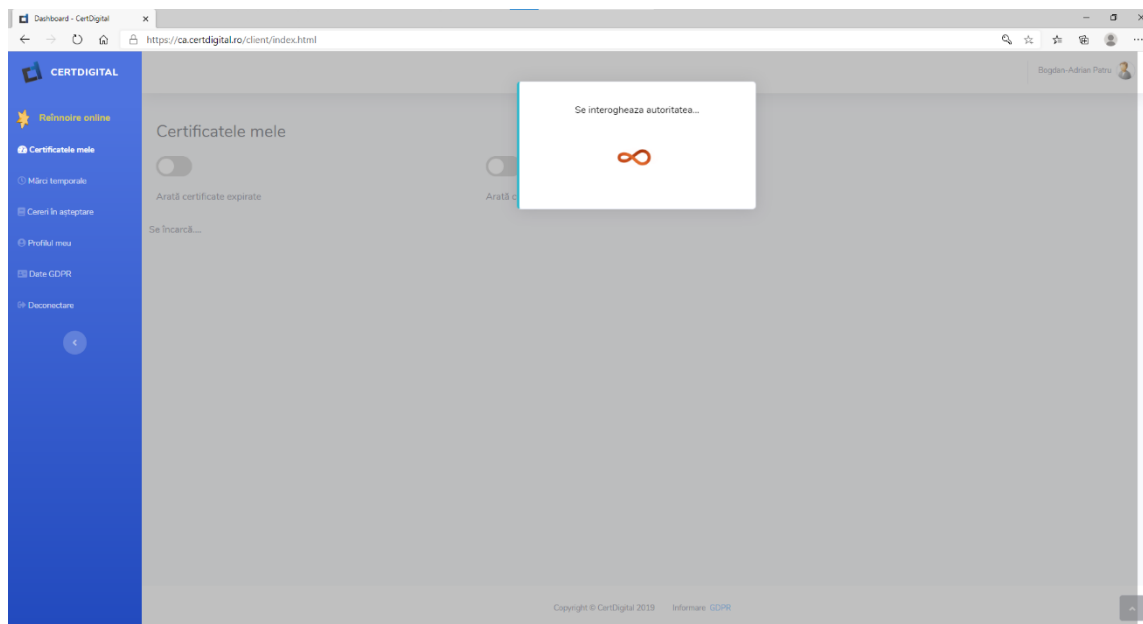 Dashboard - CertDigital
https://ca.certdigital.ro/client/index.html
CERTDIGITAL
Bogdan-Adrian Petru
Se interogheaza autoritatea...
Reînnoire online
Certificatele mele
Certificatele mele
Mărci temporale
Arată certificate expirate
Arată c
Cereri în așteptare
Se încarcă....
Profilul meu
Date GDPR
Deconectare
Copyright © CertDigital 2019 Informare GDPR